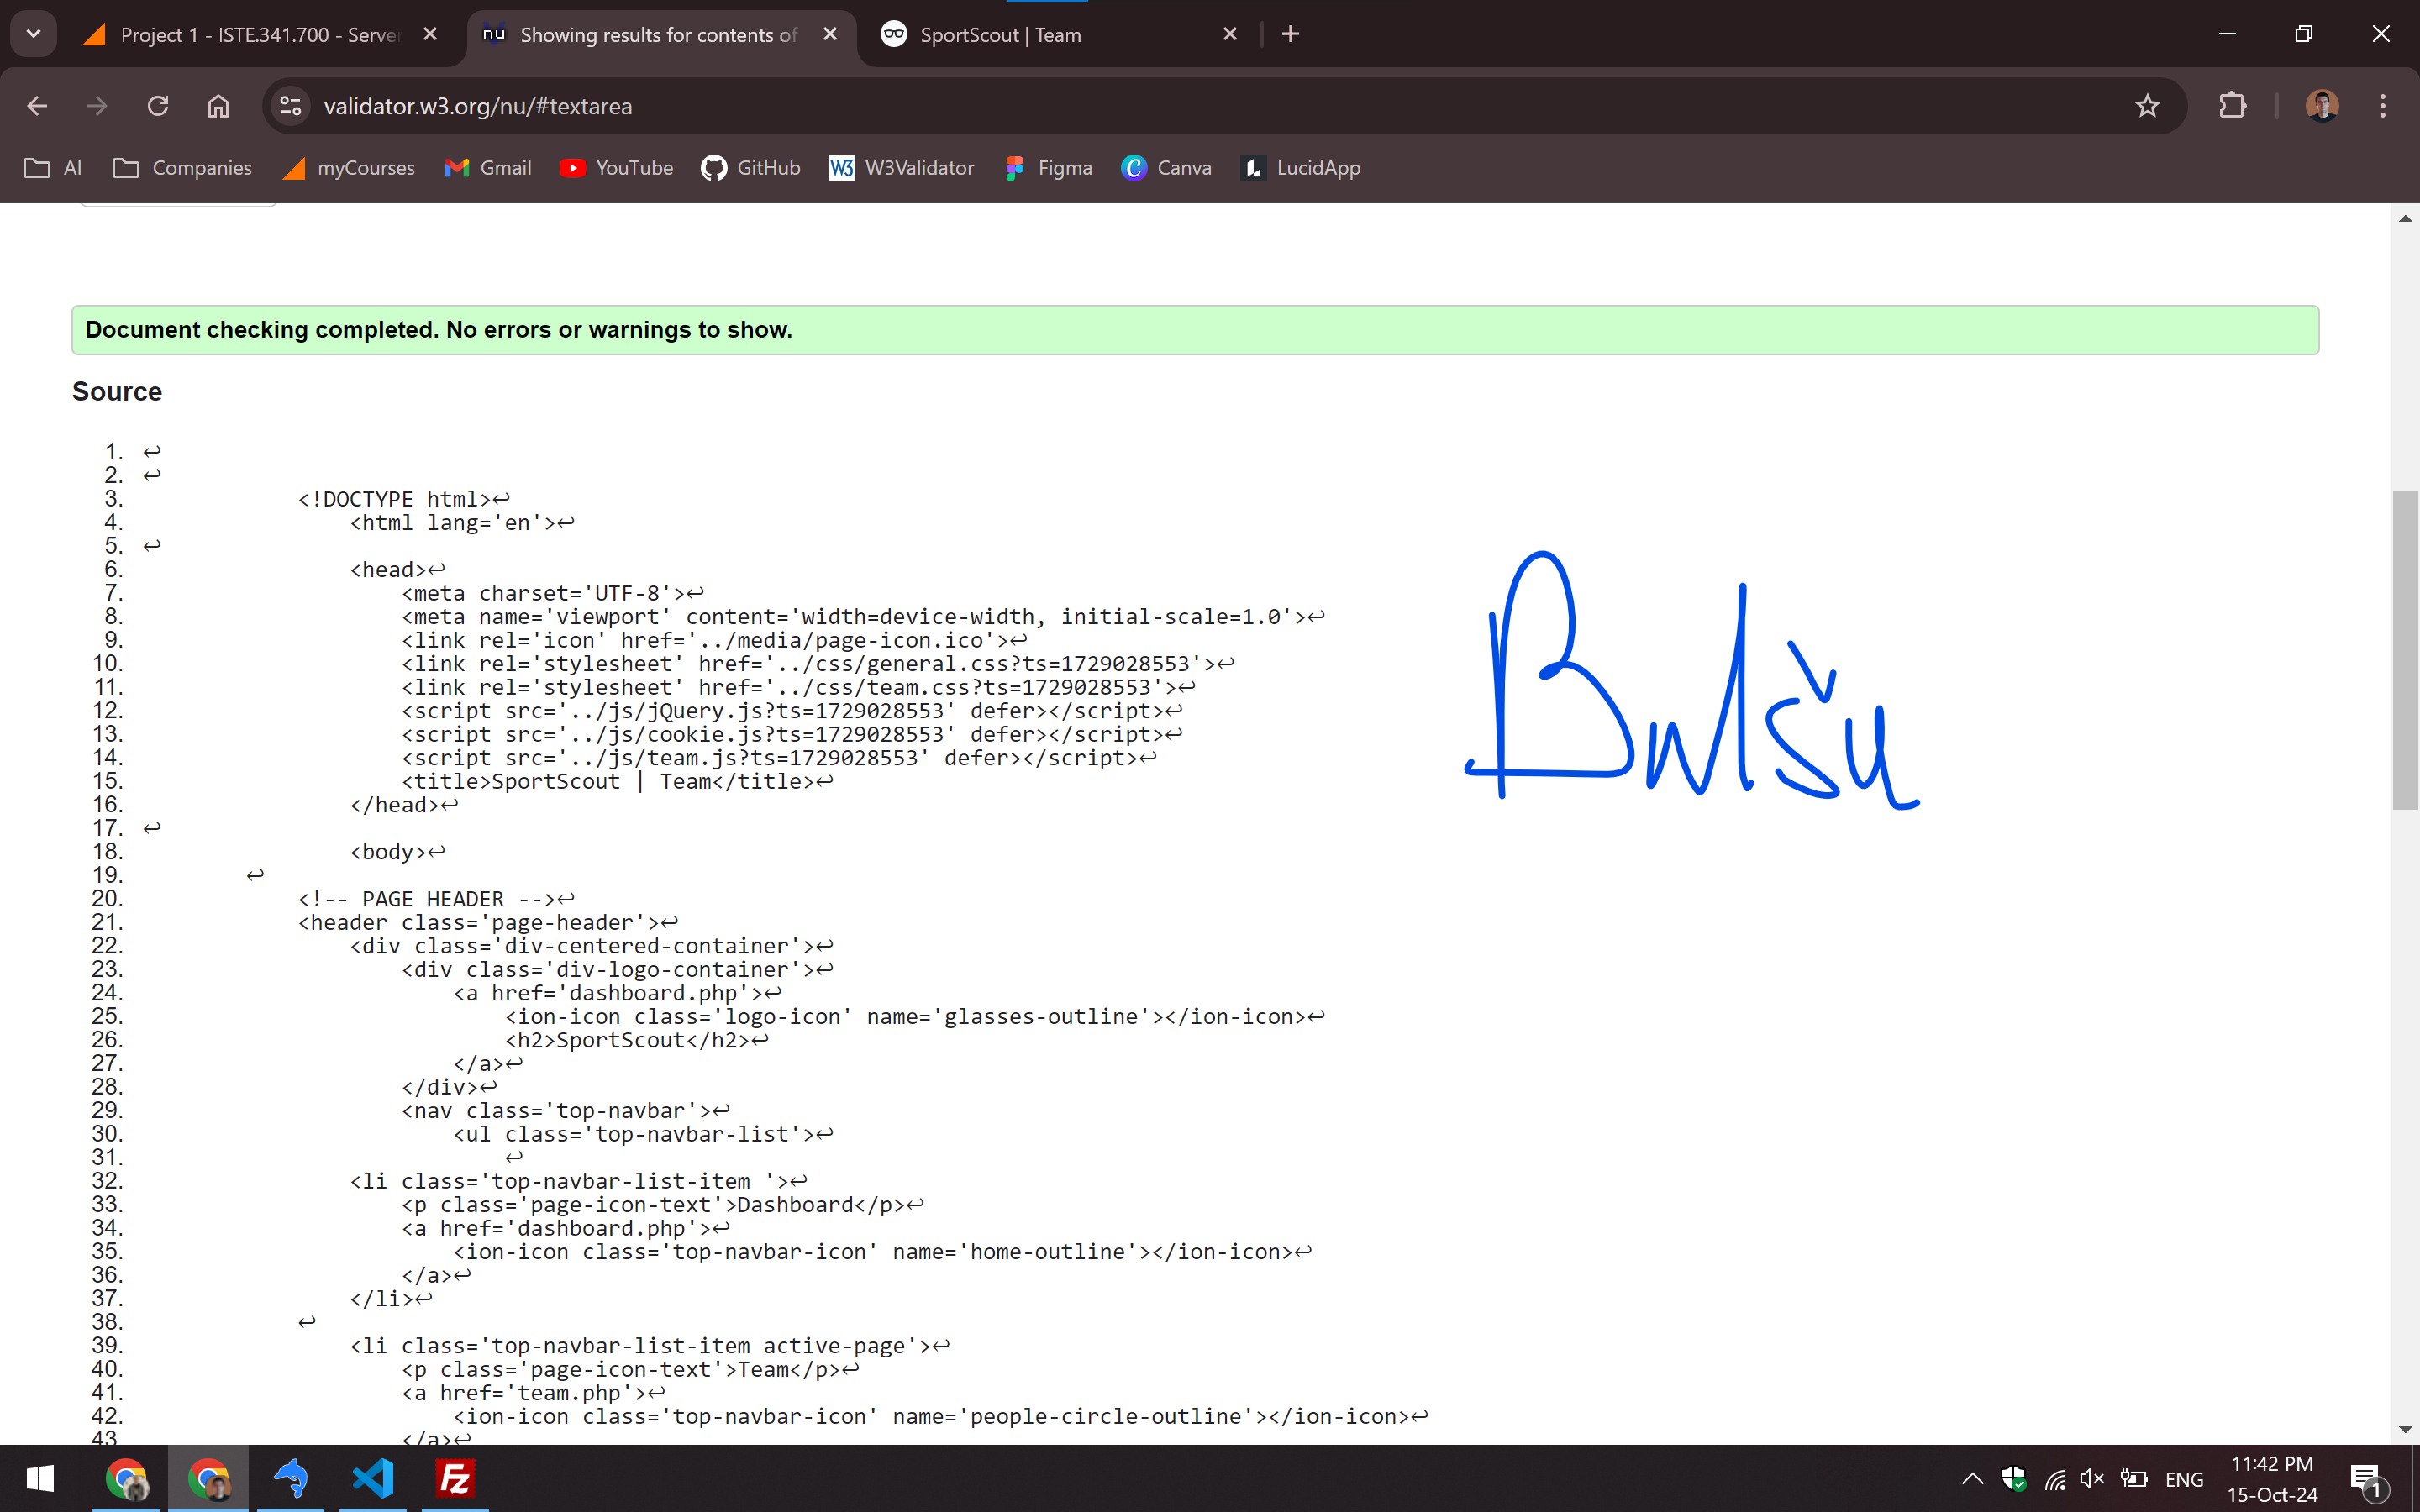 Project 1 - ISTE.341.700 - Server
Showing results for contents of
SportScout | Team
validator.w3.org/nu/#textarea
AI Companies myCourses Gmail YouTube GitHub W3Validator Figma Canva LucidApp
Document checking completed. No errors or warnings to show.
Source
1. ↩
2. ↩
3. <!DOCTYPE html>↩
4. <html lang='en'>↩
5. ↩
6. <head>↩
7. <meta charset='UTF-8'>↩
8. <meta name='viewport' content='width=device-width, initial-scale=1.0'>↩
9. <link rel='icon' href='../media/page-icon.ico'>↩
10. <link rel='stylesheet' href='../css/general.css?ts=1729028553'>↩
11. <link rel='stylesheet' href='../css/team.css?ts=1729028553'>↩
12. <script src='../js/jQuery.js?ts=1729028553' defer></script>↩
13. <script src='../js/cookie.js?ts=1729028553' defer></script>↩
14. <script src='../js/team.js?ts=1729028553' defer></script>↩
15. <title>SportScout | Team</title>↩
16. </head>↩
17. ↩
18. <body>↩
19. ↩
20. <!-- PAGE HEADER -->↩
21. <header class='page-header'>↩
22. <div class='div-centered-container'>↩
23. <div class='div-logo-container'>↩
24. <a href='dashboard.php'>↩
25. <ion-icon class='logo-icon' name='glasses-outline'></ion-icon>↩
26. <h2>SportScout</h2>↩
27. </a>↩
28. </div>↩
29. <nav class='top-navbar'>↩
30. <ul class='top-navbar-list'>↩
31. ↩
32. <li class='top-navbar-list-item '>↩
33. <p class='page-icon-text'>Dashboard</p>↩
34. <a href='dashboard.php'>↩
35. <ion-icon class='top-navbar-icon' name='home-outline'></ion-icon>↩
36. </a>↩
37. </li>↩
38. ↩
39. <li class='top-navbar-list-item active-page'>↩
40. <p class='page-icon-text'>Team</p>↩
41. <a href='team.php'>↩
42. <ion-icon class='top-navbar-icon' name='people-circle-outline'></ion-icon>↩
43. </a>↩
ENG
11:42 PM
15-Oct-24
1